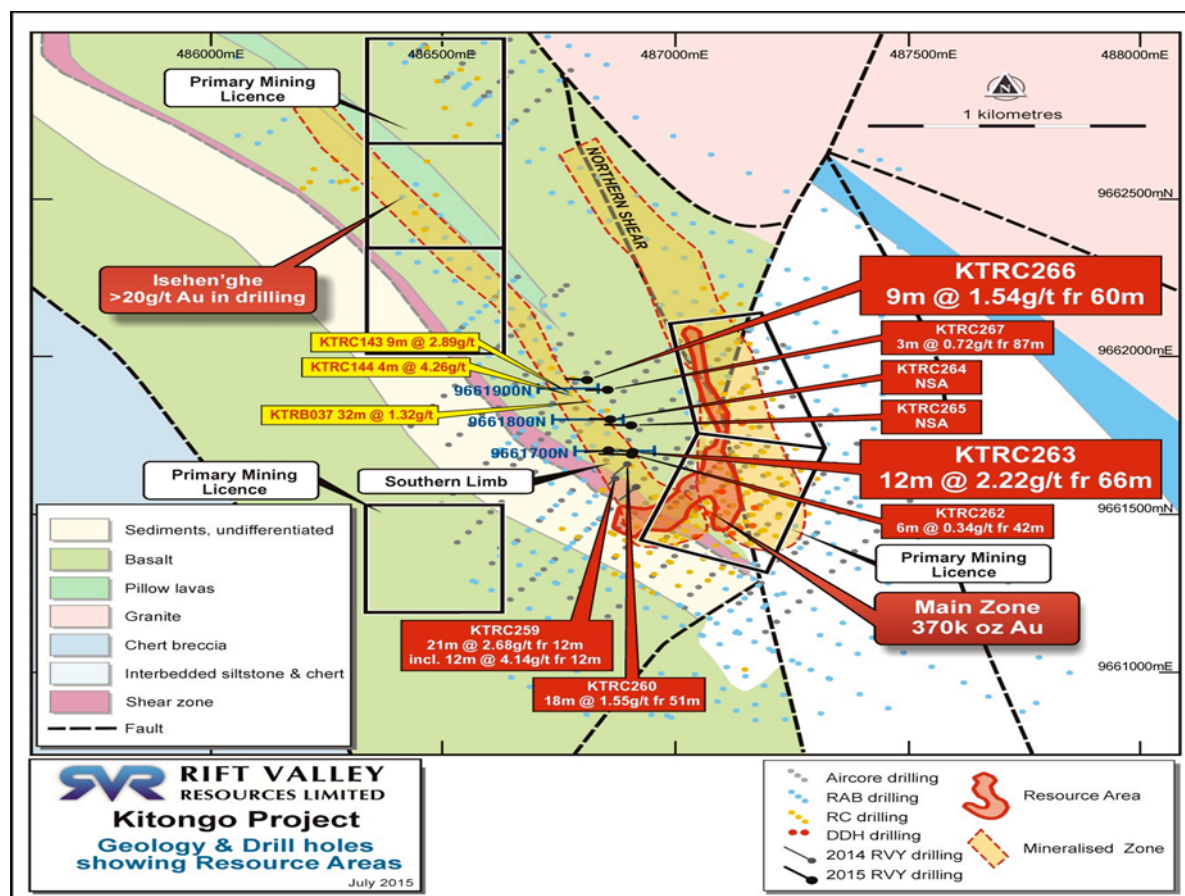 486000mE
486500mE
487000mE
487500mE
488000mE
Primary Mining
Licence
N
1 kilometres
NORTHERN SHEAR
9662500mN
Isehen'ghe
>20g/t Au in drilling
KTRC266
9m @ 1.54g/t fr 60m
KTRC143 9m @ 2.89g/t
KTRC267
3m @ 0.72g/t fr 87m
9662000mN
KTRC144 4m @ 4.26g/t
KTRC264
NSA
9661900N
KTRB037 32m @ 1.32g/t
KTRC265
NSA
9661800N
KTRC263
12m @ 2.22g/t fr 66m
9661700N
Primary Mining
Licence
Southern Limb
KTRC262
6m @ 0.34g/t fr 42m
9661500mN
Primary Mining
Licence
Main Zone
370k oz Au
KTRC259
21m @ 2.68g/t fr 12m
incl. 12m @ 4.14g/t fr 12m
KTRC260
18m @ 1.55g/t fr 51m
9661000mE
Sediments, undifferentiated
Basalt
Pillow lavas
Granite
Chert breccia
Interbedded siltstone & chert
Shear zone
Fault
SVR RIFT VALLEY
RESOURCES LIMITED
Kitongo Project
Geology & Drill holes
showing Resource Areas
July 2015
Aircore drilling
RAB drilling
RC drilling
DDH drilling
2014 RVY drilling
2015 RVY drilling
Resource Area
Mineralised Zone